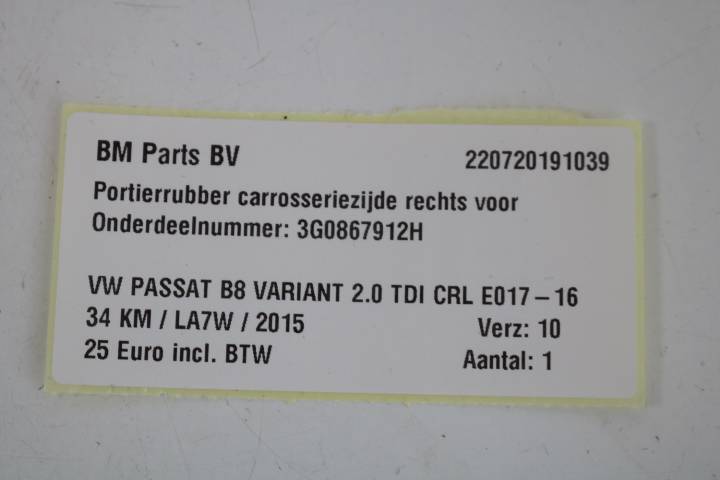 BM Parts BV 220720191039
Portierrubber carrosseriezijde rechts voor
Onderdeelnummer: 3G0867912H
VW PASSAT B8 VARIANT 2.0 TDI CRL E017-16
34 KM / LA7W / 2015 Verz: 10
25 Euro incl. BTW Aantal: 1